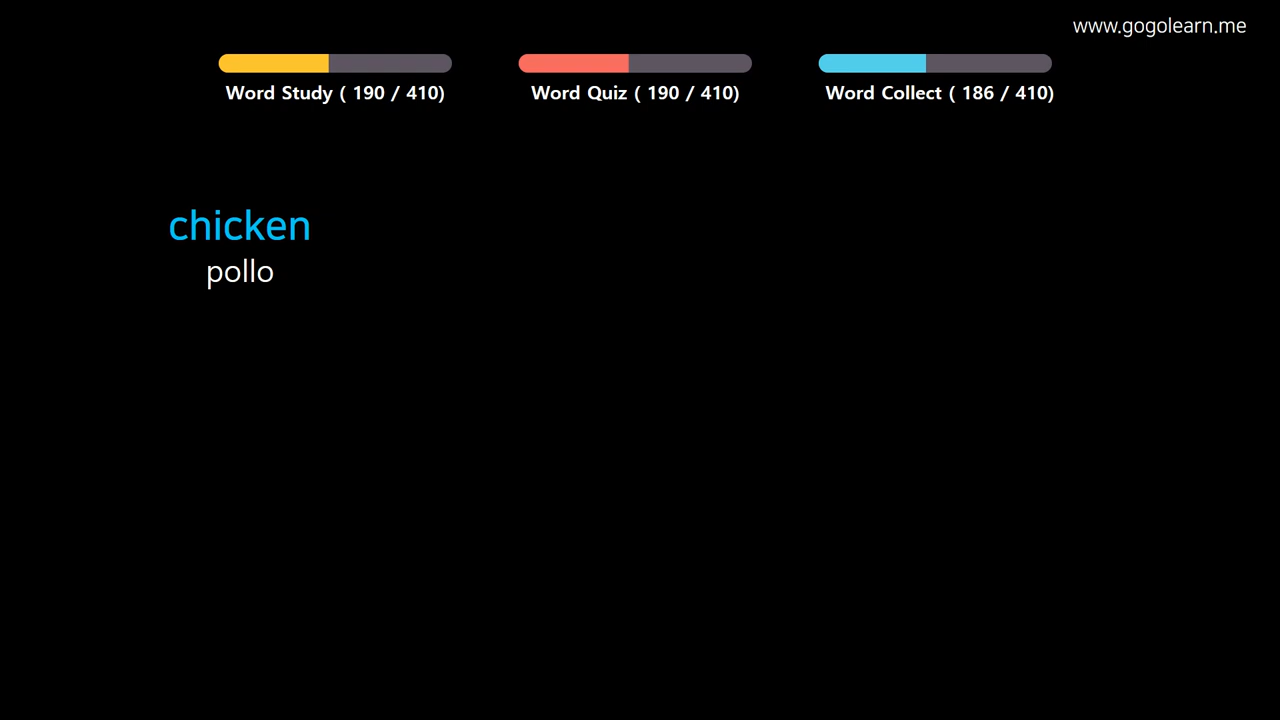 www.gogolearn.me
Word Study ( 190 / 410)
Word Quiz ( 190 / 410)
Word Collect ( 186 / 410)
chicken
pollo